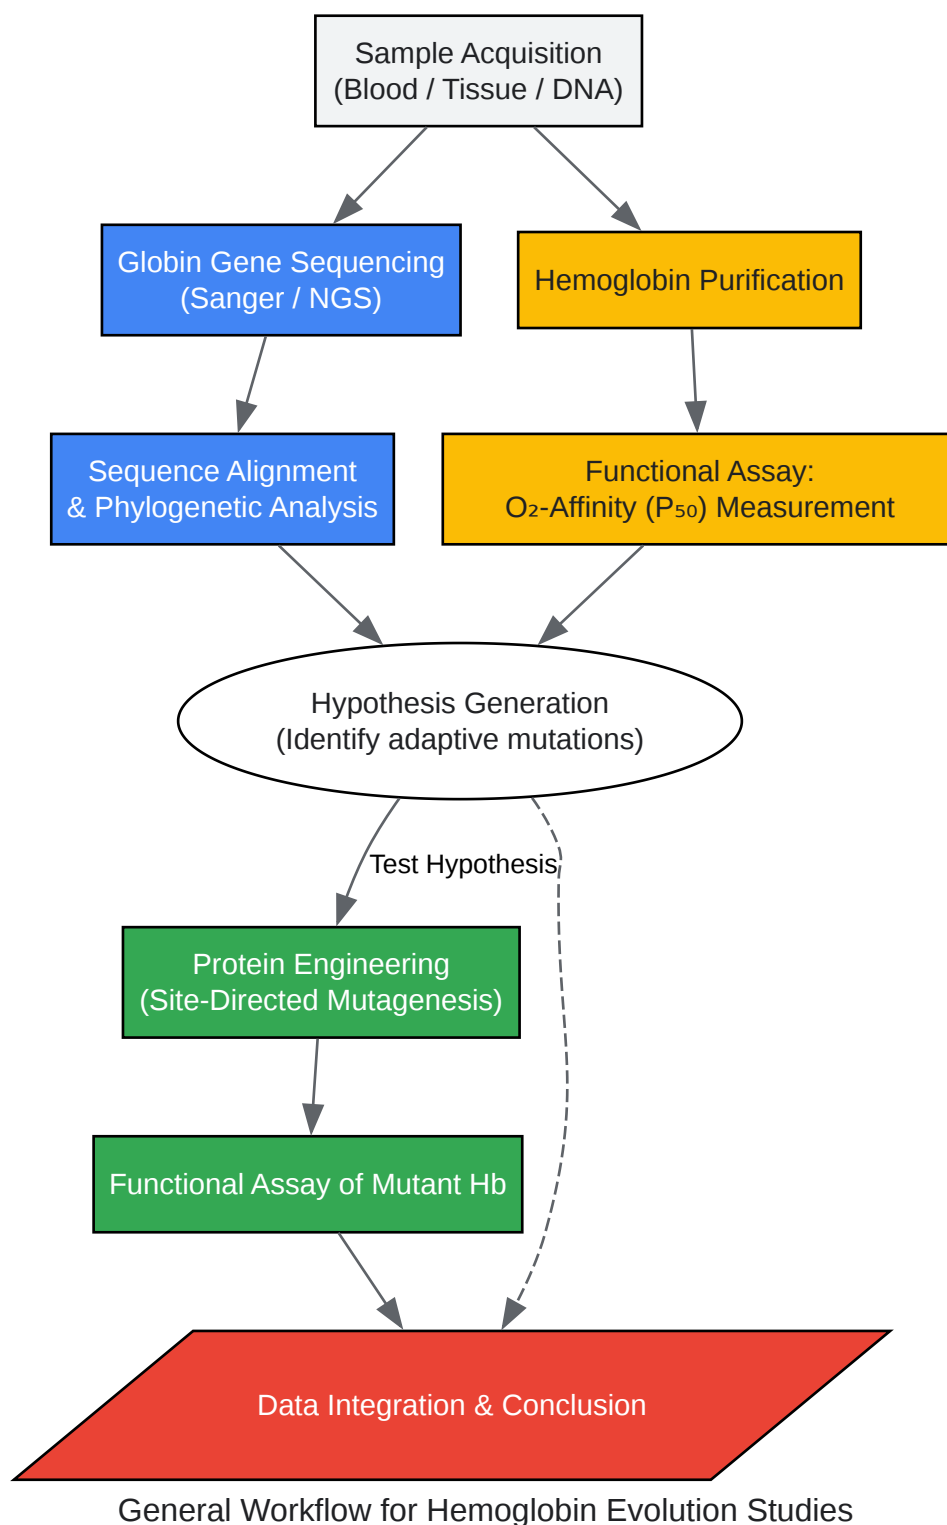 Sample Acquisition
(Blood / Tissue / DNA)
Globin Gene Sequencing
(Sanger / NGS)
Hemoglobin Purification
Sequence Alignment
& Phylogenetic Analysis
Functional Assay:
O₂-Affinity (P₅₀) Measurement
Hypothesis Generation
(Identify adaptive mutations)
Test Hypothesis
Protein Engineering
(Site-Directed Mutagenesis)
Functional Assay of Mutant Hb
Data Integration & Conclusion
General Workflow for Hemoglobin Evolution Studies